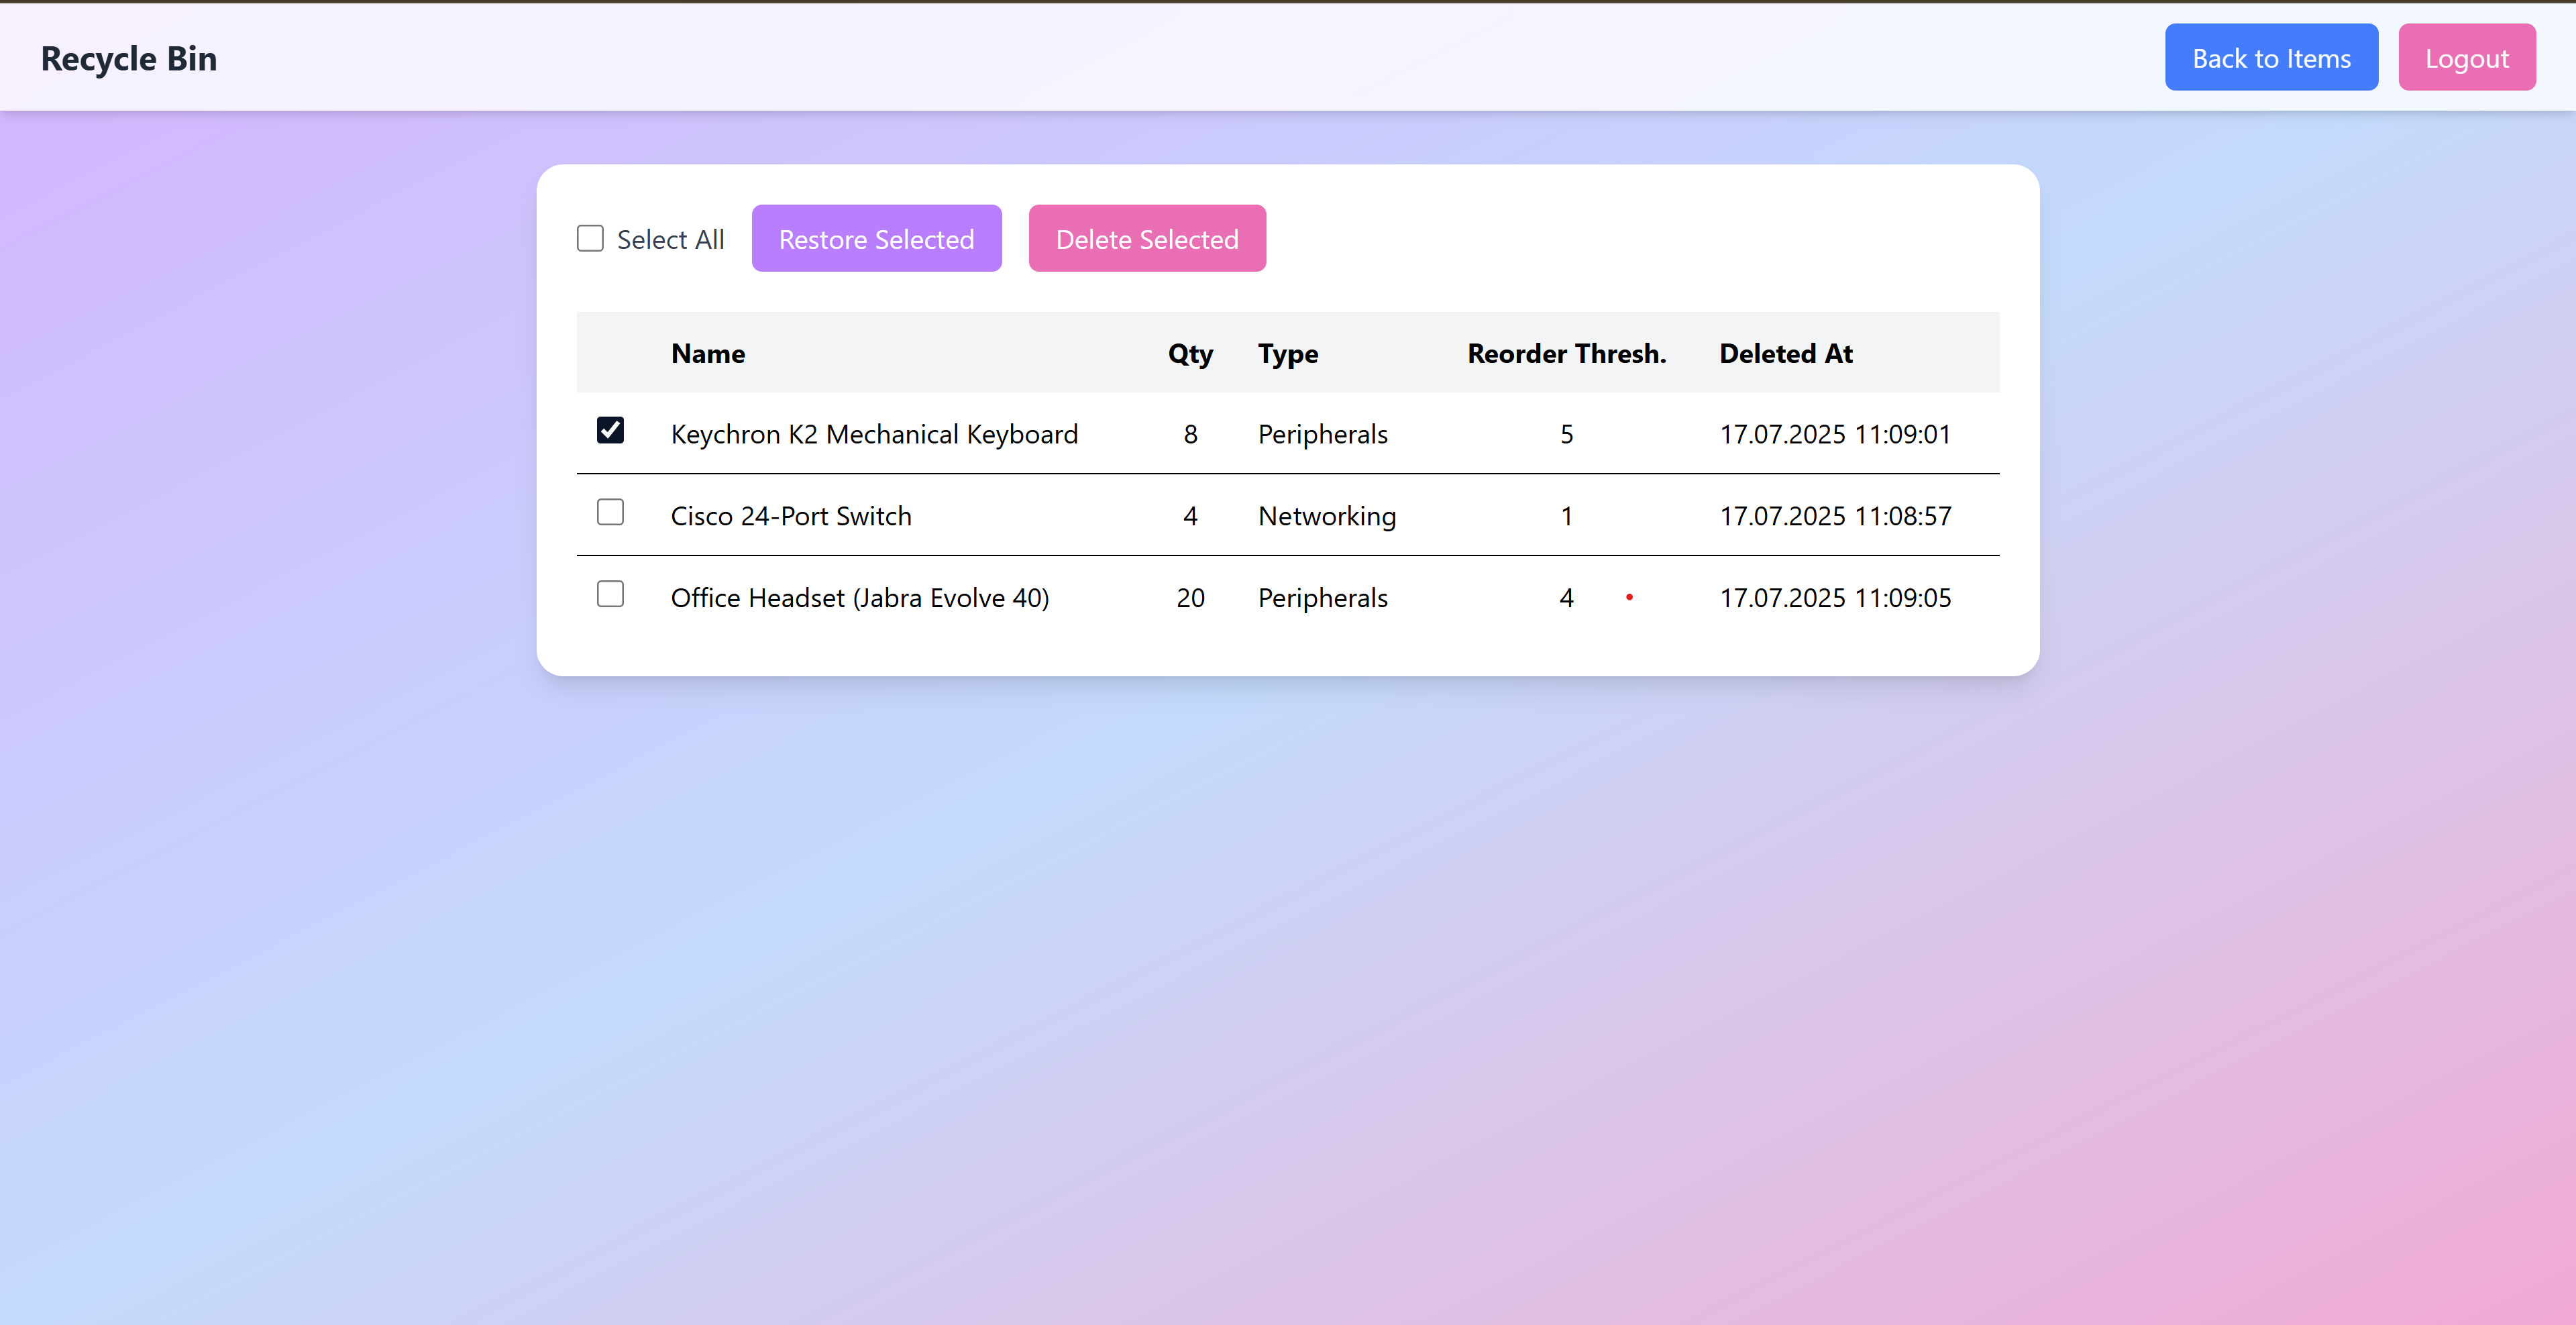 Recycle Bin Back to Items Logout
Select All Restore Selected Delete Selected
Name Qty Type Reorder Thresh. Deleted At
Keychron K2 Mechanical Keyboard 8 Peripherals 5 17.07.2025 11:09:01
Cisco 24-Port Switch 4 Networking 1 17.07.2025 11:08:57
Office Headset (Jabra Evolve 40) 20 Peripherals 4 17.07.2025 11:09:05